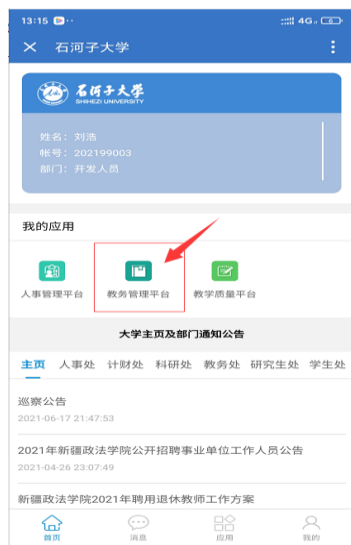 13:15
4G
石河子大学
石河子大学
SHIHEZI UNIVERSITY
姓名：刘浩
帐号：202199003
部门：开发人员
我的应用
人事管理平台 教务管理平台 教学质量平台
大学主页及部门通知公告
主页 人事处 计财处 科研处 教务处 研究生处 学生处
巡察公告
2021-06-17 21:47:53
2021年新疆政法学院公开招聘事业单位工作人员公告
2021-04-26 23:07:49
新疆政法学院2021年聘用退休教师工作方案
首页 消息 应用 我的